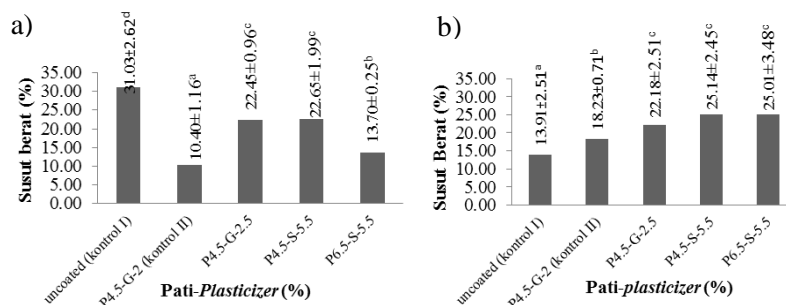 a)
Susut berat (%)
35.00
30.00
25.00
20.00
15.00
10.00
5.00
0.00
31.03±2.62ᵈ
10.40±1.16ᵃ
22.45±0.96ᶜ
22.65±1.99ᶜ
13.70±0.25ᵇ
uncoated (kontrol I)
P4.5-G-2 (kontrol II)
P4.5-G-2.5
P4.5-S-5.5
P6.5-S-5.5
Pati-Plasticizer (%)
b)
Susut Berat (%)
35.00
30.00
25.00
20.00
15.00
10.00
5.00
0.00
13.91±2.51ᵃ
18.23±0.71ᵇ
22.18±2.51ᶜ
25.14±2.45ᶜ
25.01±3.48ᶜ
uncoated (kontrol I)
P4.5-G-2 (kontrol II)
P4.5-G-2.5
P4.5-S-5.5
P6.5-S-5.5
Pati-plasticizer (%)